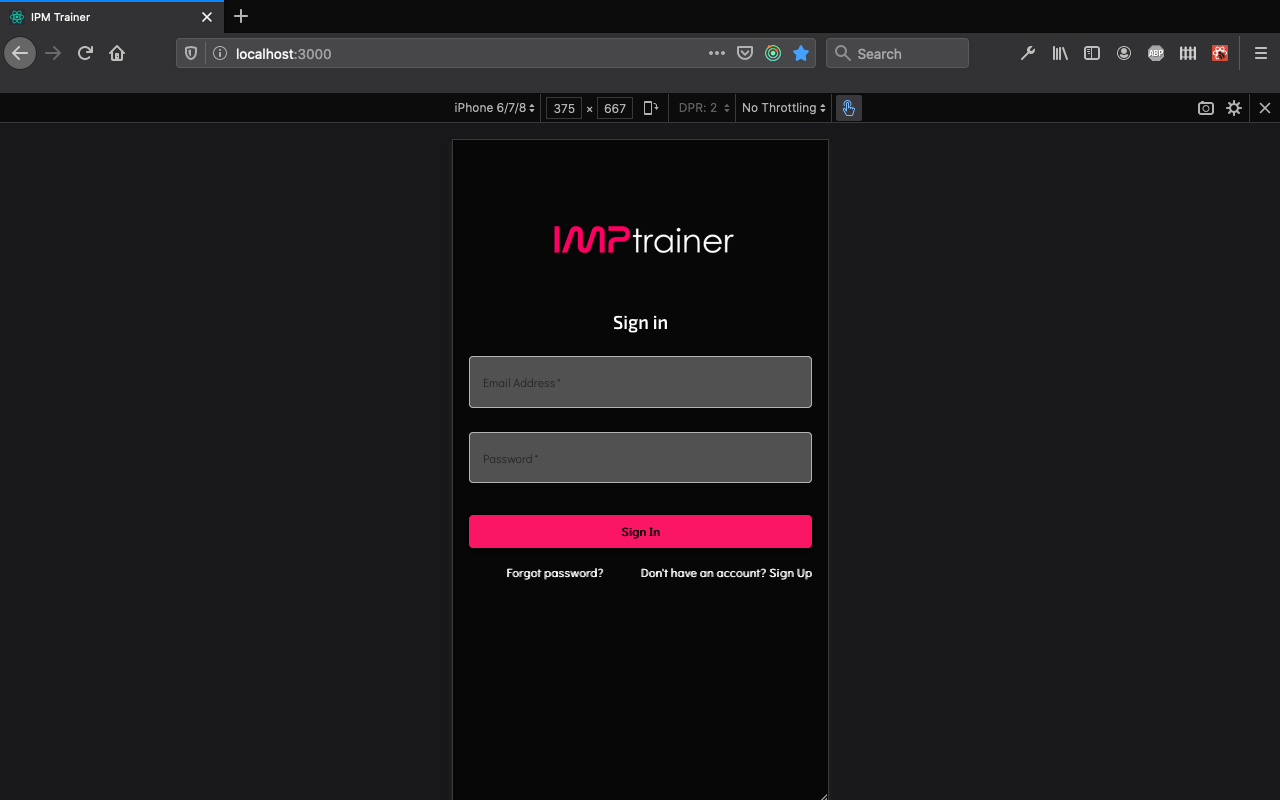 IPM Trainer
localhost:3000
Search
ABP
iPhone 6/7/8 375 × 667 DPR: 2 No Throttling
IMPtrainer
Sign in
Email Address *
Password *
Sign In
Forgot password? Don't have an account? Sign Up